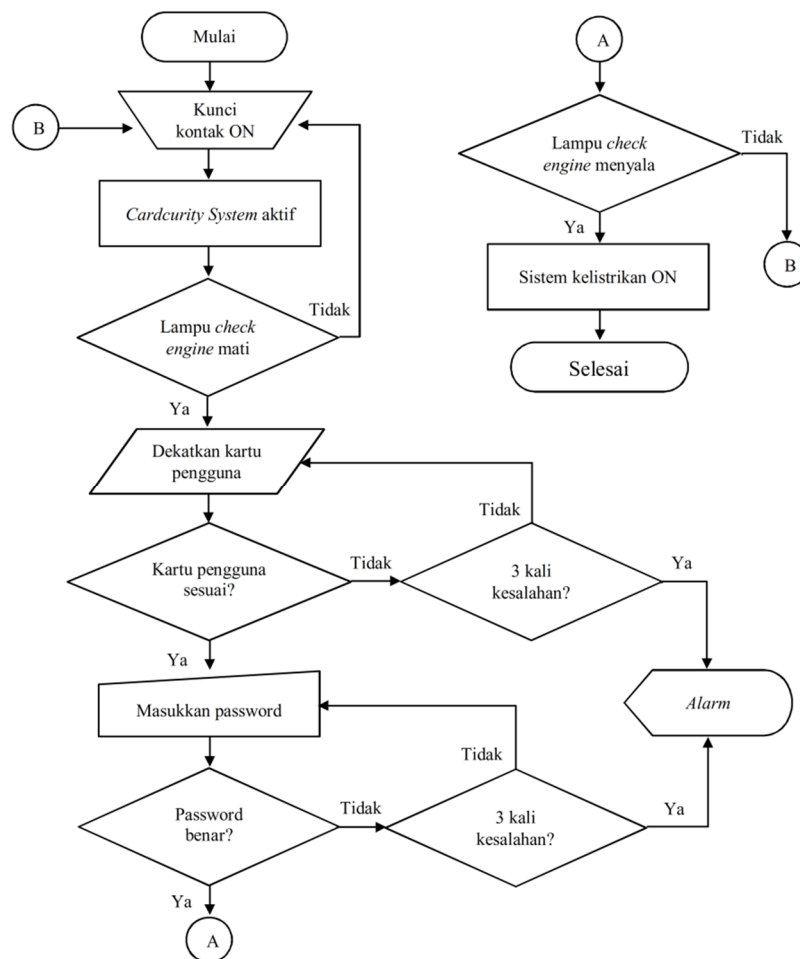 Mulai
B
Kunci
kontak ON
Cardcurity System aktif
Lampu check
engine mati
Tidak
Ya
Dekatkan kartu
pengguna
Kartu pengguna
sesuai?
Tidak
3 kali
kesalahan?
Tidak
Ya
Ya
Masukkan password
Password
benar?
Tidak
3 kali
kesalahan?
Tidak
Ya
Alarm
Ya
A
A
Lampu check
engine menyala
Tidak
B
Ya
Sistem kelistrikan ON
Selesai